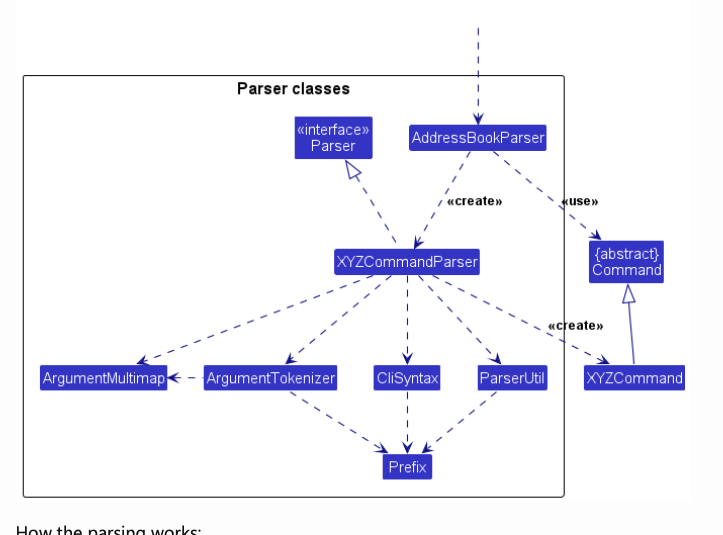 Parser classes
«interface»
Parser
AddressBookParser
«create»
«use»
XYZCommandParser
{abstract}
Command
«create»
ArgumentMultimap
ArgumentTokenizer
CliSyntax
ParserUtil
XYZCommand
Prefix
How the parsing works: